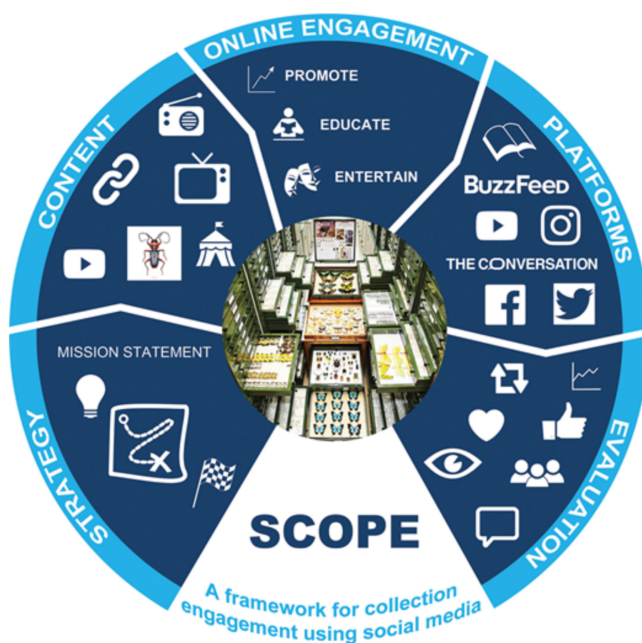 ONLINE ENGAGEMENT
PROMOTE
EDUCATE
ENTERTAIN
CONTENT
PLATFORMS
BUZZFEED
THE CONVERSATION
STRATEGY
MISSION STATEMENT
EVALUATION
SCOPE
A framework for collection
engagement using social media